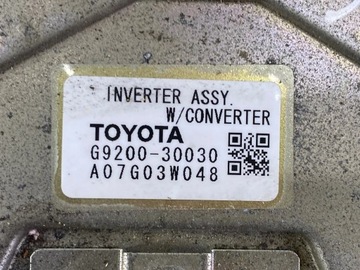 INVERTER ASSY.
W/CONVERTER
TOYOTA
G9200-30030
A07G03W048